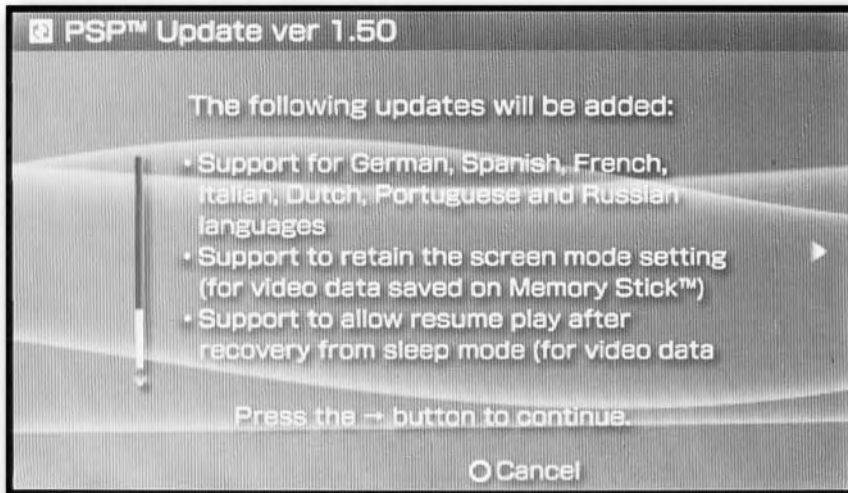 PSP™ Update ver 1.50
The following updates will be added:
• Support for German, Spanish, French,
Italian, Dutch, Portuguese and Russian
languages
• Support to retain the screen mode setting
(for video data saved on Memory Stick™)
• Support to allow resume play after
recovery from sleep mode (for video data
Press the → button to continue.
Cancel